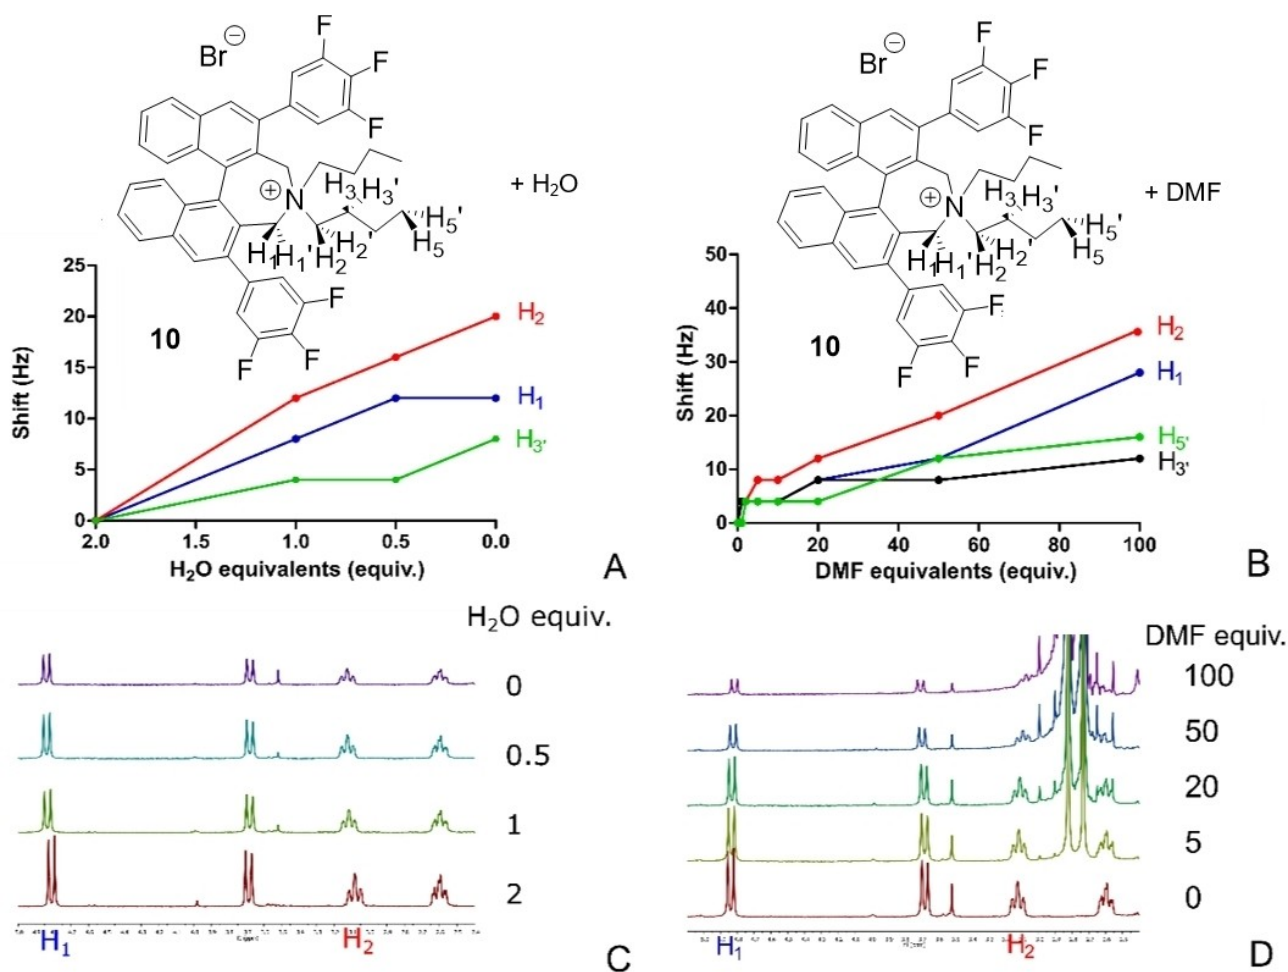 Br⊖
F
F
F
⊕
N
H3
H3'
H5'
H5
H1
H1'
H2
H2'
F
F
F
10
+ H₂O
25
20
15
10
5
0
Shift (Hz)
2.0 1.5 1.0 0.5 0.0
H₂O equivalents (equiv.)
H₂
H₁
H₃'
A
Br⊖
F
F
F
⊕
N
H3
H3'
H5'
H5
H1
H1'
H2
H2'
F
F
F
10
+ DMF
50
40
30
20
10
0
Shift (Hz)
0 20 40 60 80 100
DMF equivalents (equiv.)
H₂
H₁
H₅'
H₃'
B
H₂O equiv.
0
0.5
1
2
H₁ H₂
C
DMF equiv.
100
50
20
5
0
H₁ H₂
D